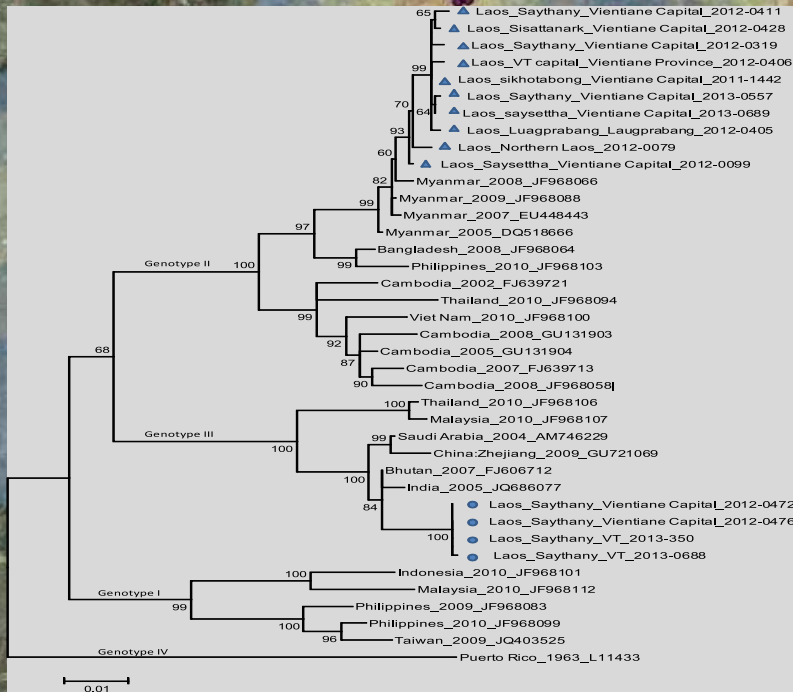 65
Laos_Saythany_Vientiane Capital_2012-0411
Laos_Sisattanark_Vientiane Capital_2012-0428
Laos_Saythany_Vientiane Capital_2012-0319
99
Laos_VT capital_Vientiane Province_2012-0406
Laos_sikhotabong_Vientiane Capital_2011-1442
70
Laos_Saythany_Vientiane Capital_2013-0557
64
Laos_saysettha_Vientiane Capital_2013-0689
93
Laos_Luagprabang_Laugprabang_2012-0405
Laos_Northern Laos_2012-0079
60
Laos_Saysettha_Vientiane Capital_2012-0099
82
Myanmar_2008_JF968066
Myanmar_2009_JF968088
99
Myanmar_2007_EU448443
Myanmar_2005_DQ518666
97
Bangladesh_2008_JF968064
99
Philippines_2010_JF968103
Genotype II
100
Cambodia_2002_FJ639721
Thailand_2010_JF968094
99
Viet Nam_2010_JF968100
92
Cambodia_2008_GU131903
Cambodia_2005_GU131904
68
87
Cambodia_2007_FJ639713
90
Cambodia_2008_JF968058
100
Thailand_2010_JF968106
Malaysia_2010_JF968107
Genotype III
100
99
Saudi Arabia_2004_AM746229
China:Zhejiang_2009_GU721069
100
Bhutan_2007_FJ606712
India_2005_JQ686077
84
Laos_Saythany_Vientiane Capital_2012-0472
Laos_Saythany_Vientiane Capital_2012-0476
100
Laos_Saythany_VT_2013-350
Laos_Saythany_VT_2013-0688
100
Indonesia_2010_JF968101
Malaysia_2010_JF968112
Genotype I
99
Philippines_2009_JF968083
100
Philippines_2010_JF968099
96
Taiwan_2009_JQ403525
Genotype IV
Puerto Rico_1963_L11433
0.01